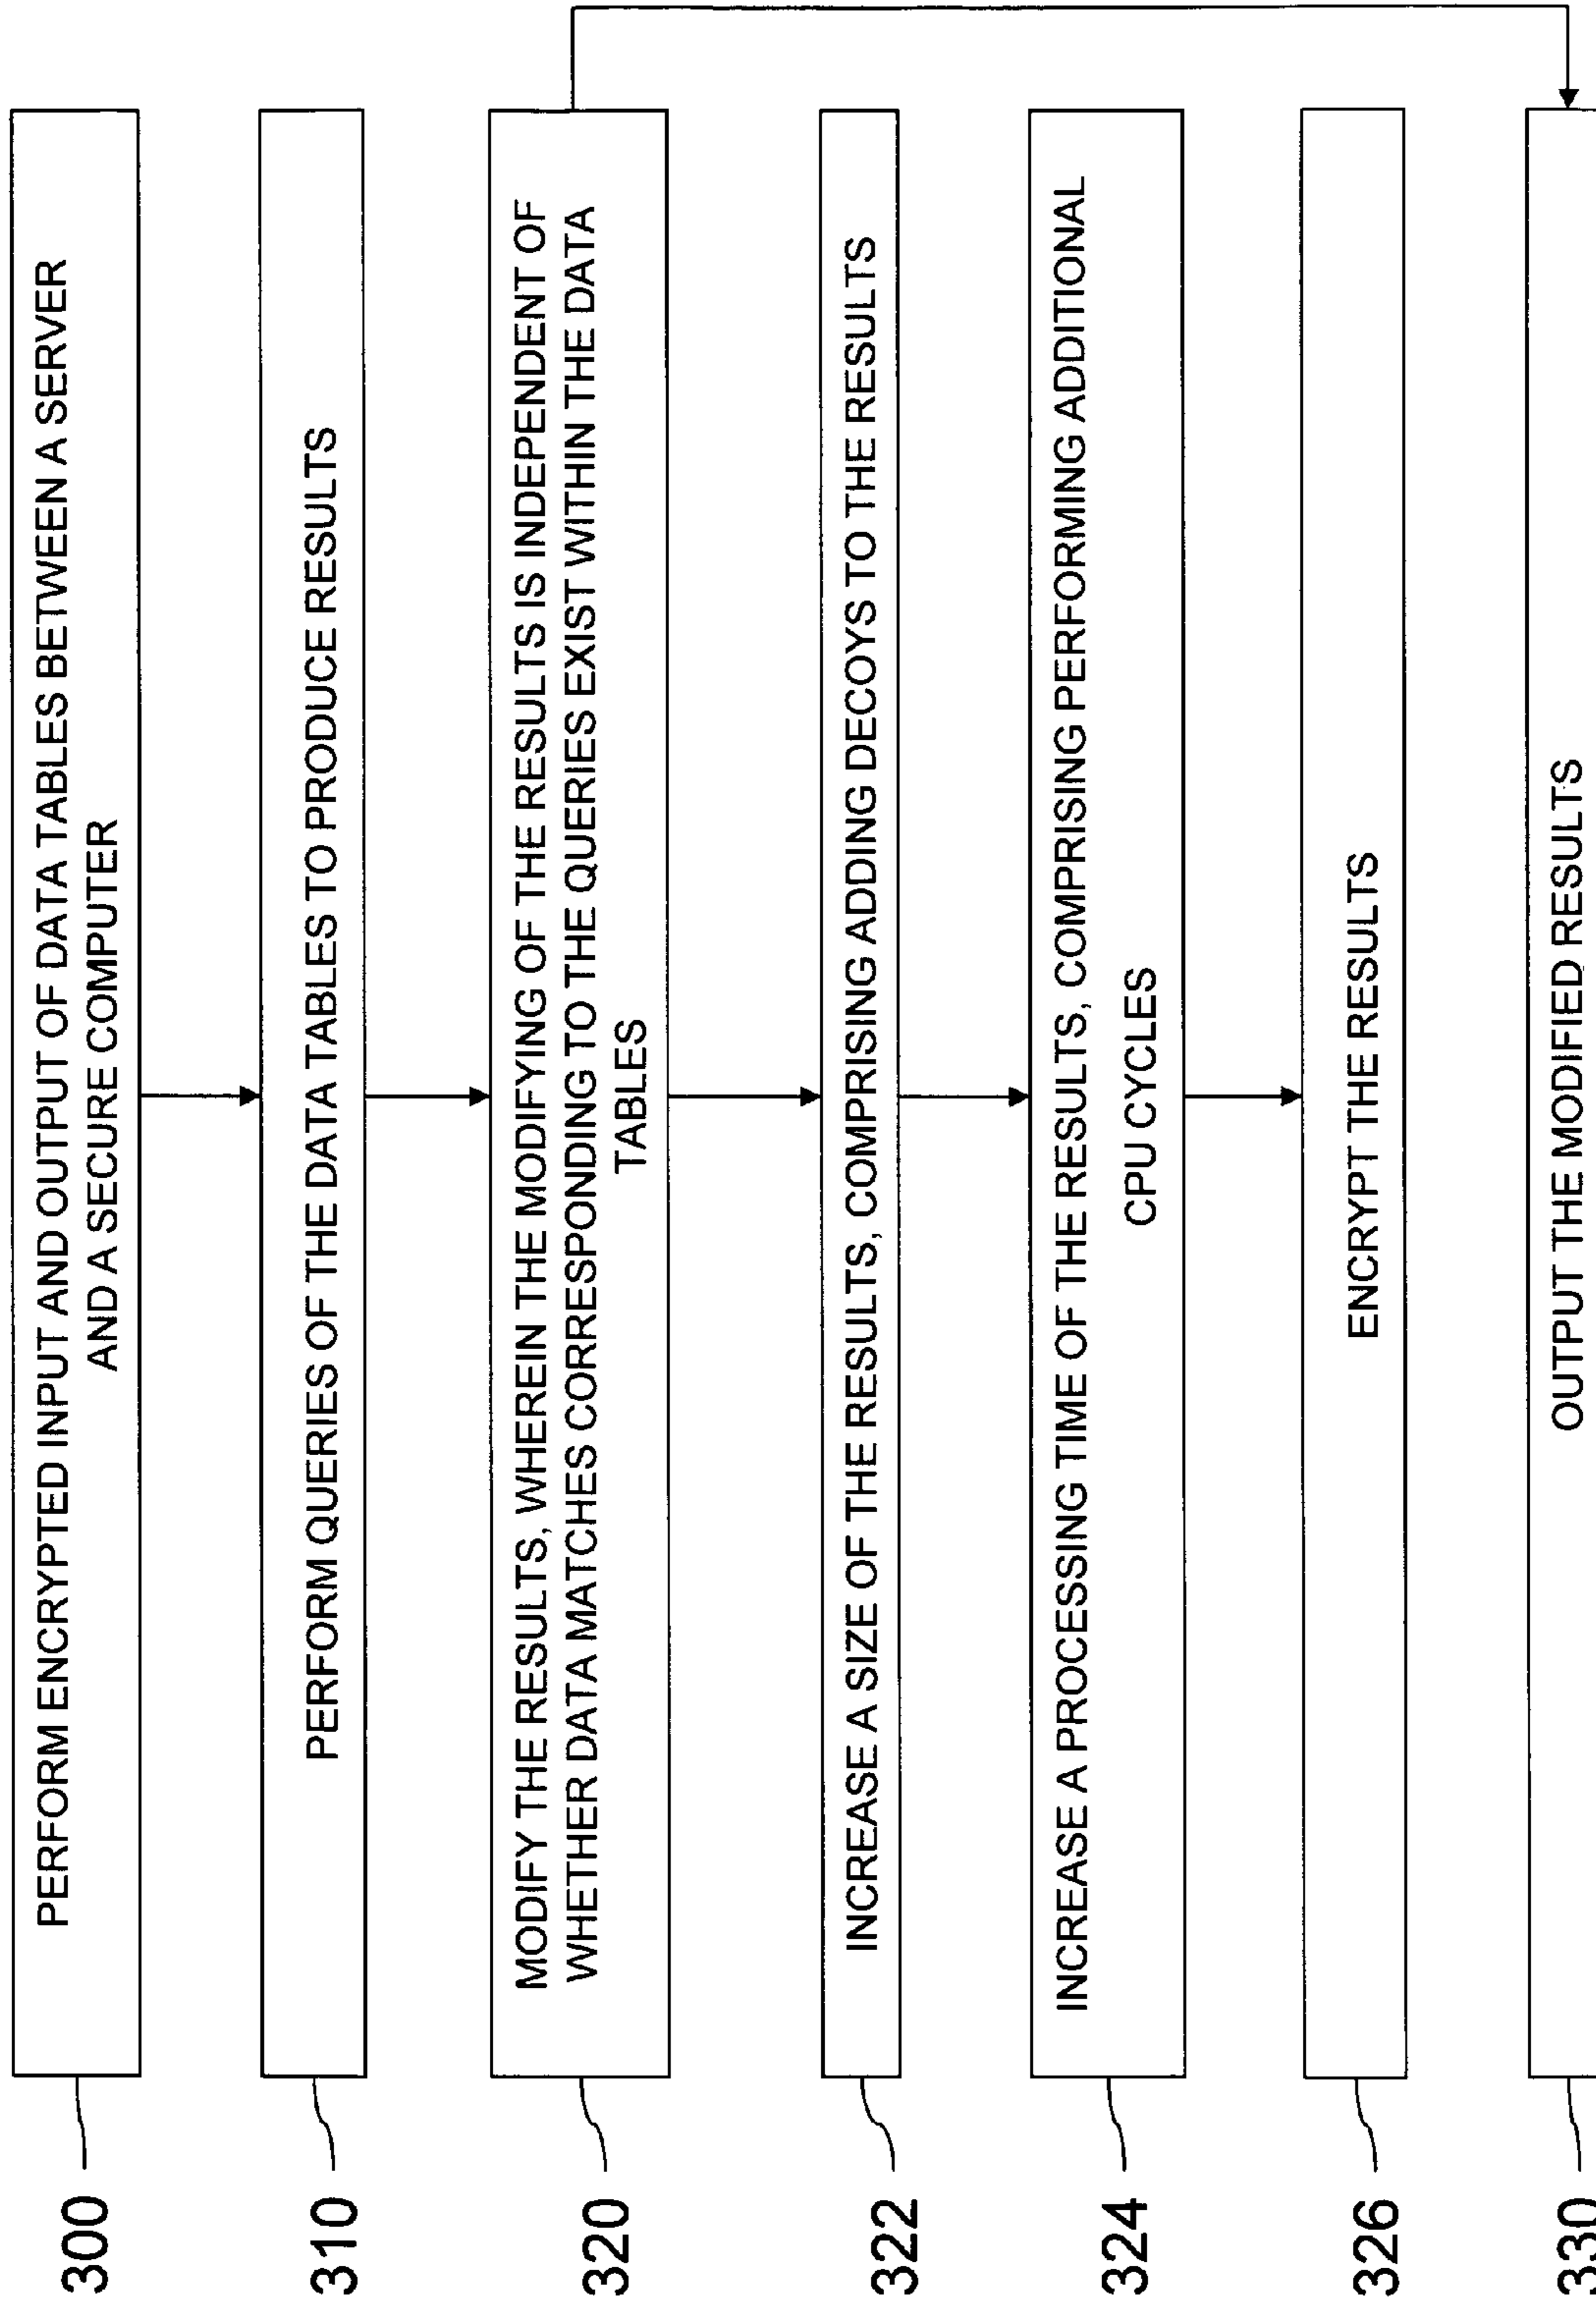 300
PERFORM ENCRYPTED INPUT AND OUTPUT OF DATA TABLES BETWEEN A SERVER
AND A SECURE COMPUTER
310
PERFORM QUERIES OF THE DATA TABLES TO PRODUCE RESULTS
320
MODIFY THE RESULTS, WHEREIN THE MODIFYING OF THE RESULTS IS INDEPENDENT OF
WHETHER DATA MATCHES CORRESPONDING TO THE QUERIES EXIST WITHIN THE DATA
TABLES
322
INCREASE A SIZE OF THE RESULTS, COMPRISING ADDING DECOYS TO THE RESULTS
324
INCREASE A PROCESSING TIME OF THE RESULTS, COMPRISING PERFORMING ADDITIONAL
CPU CYCLES
326
ENCRYPT THE RESULTS
330
OUTPUT THE MODIFIED RESULTS